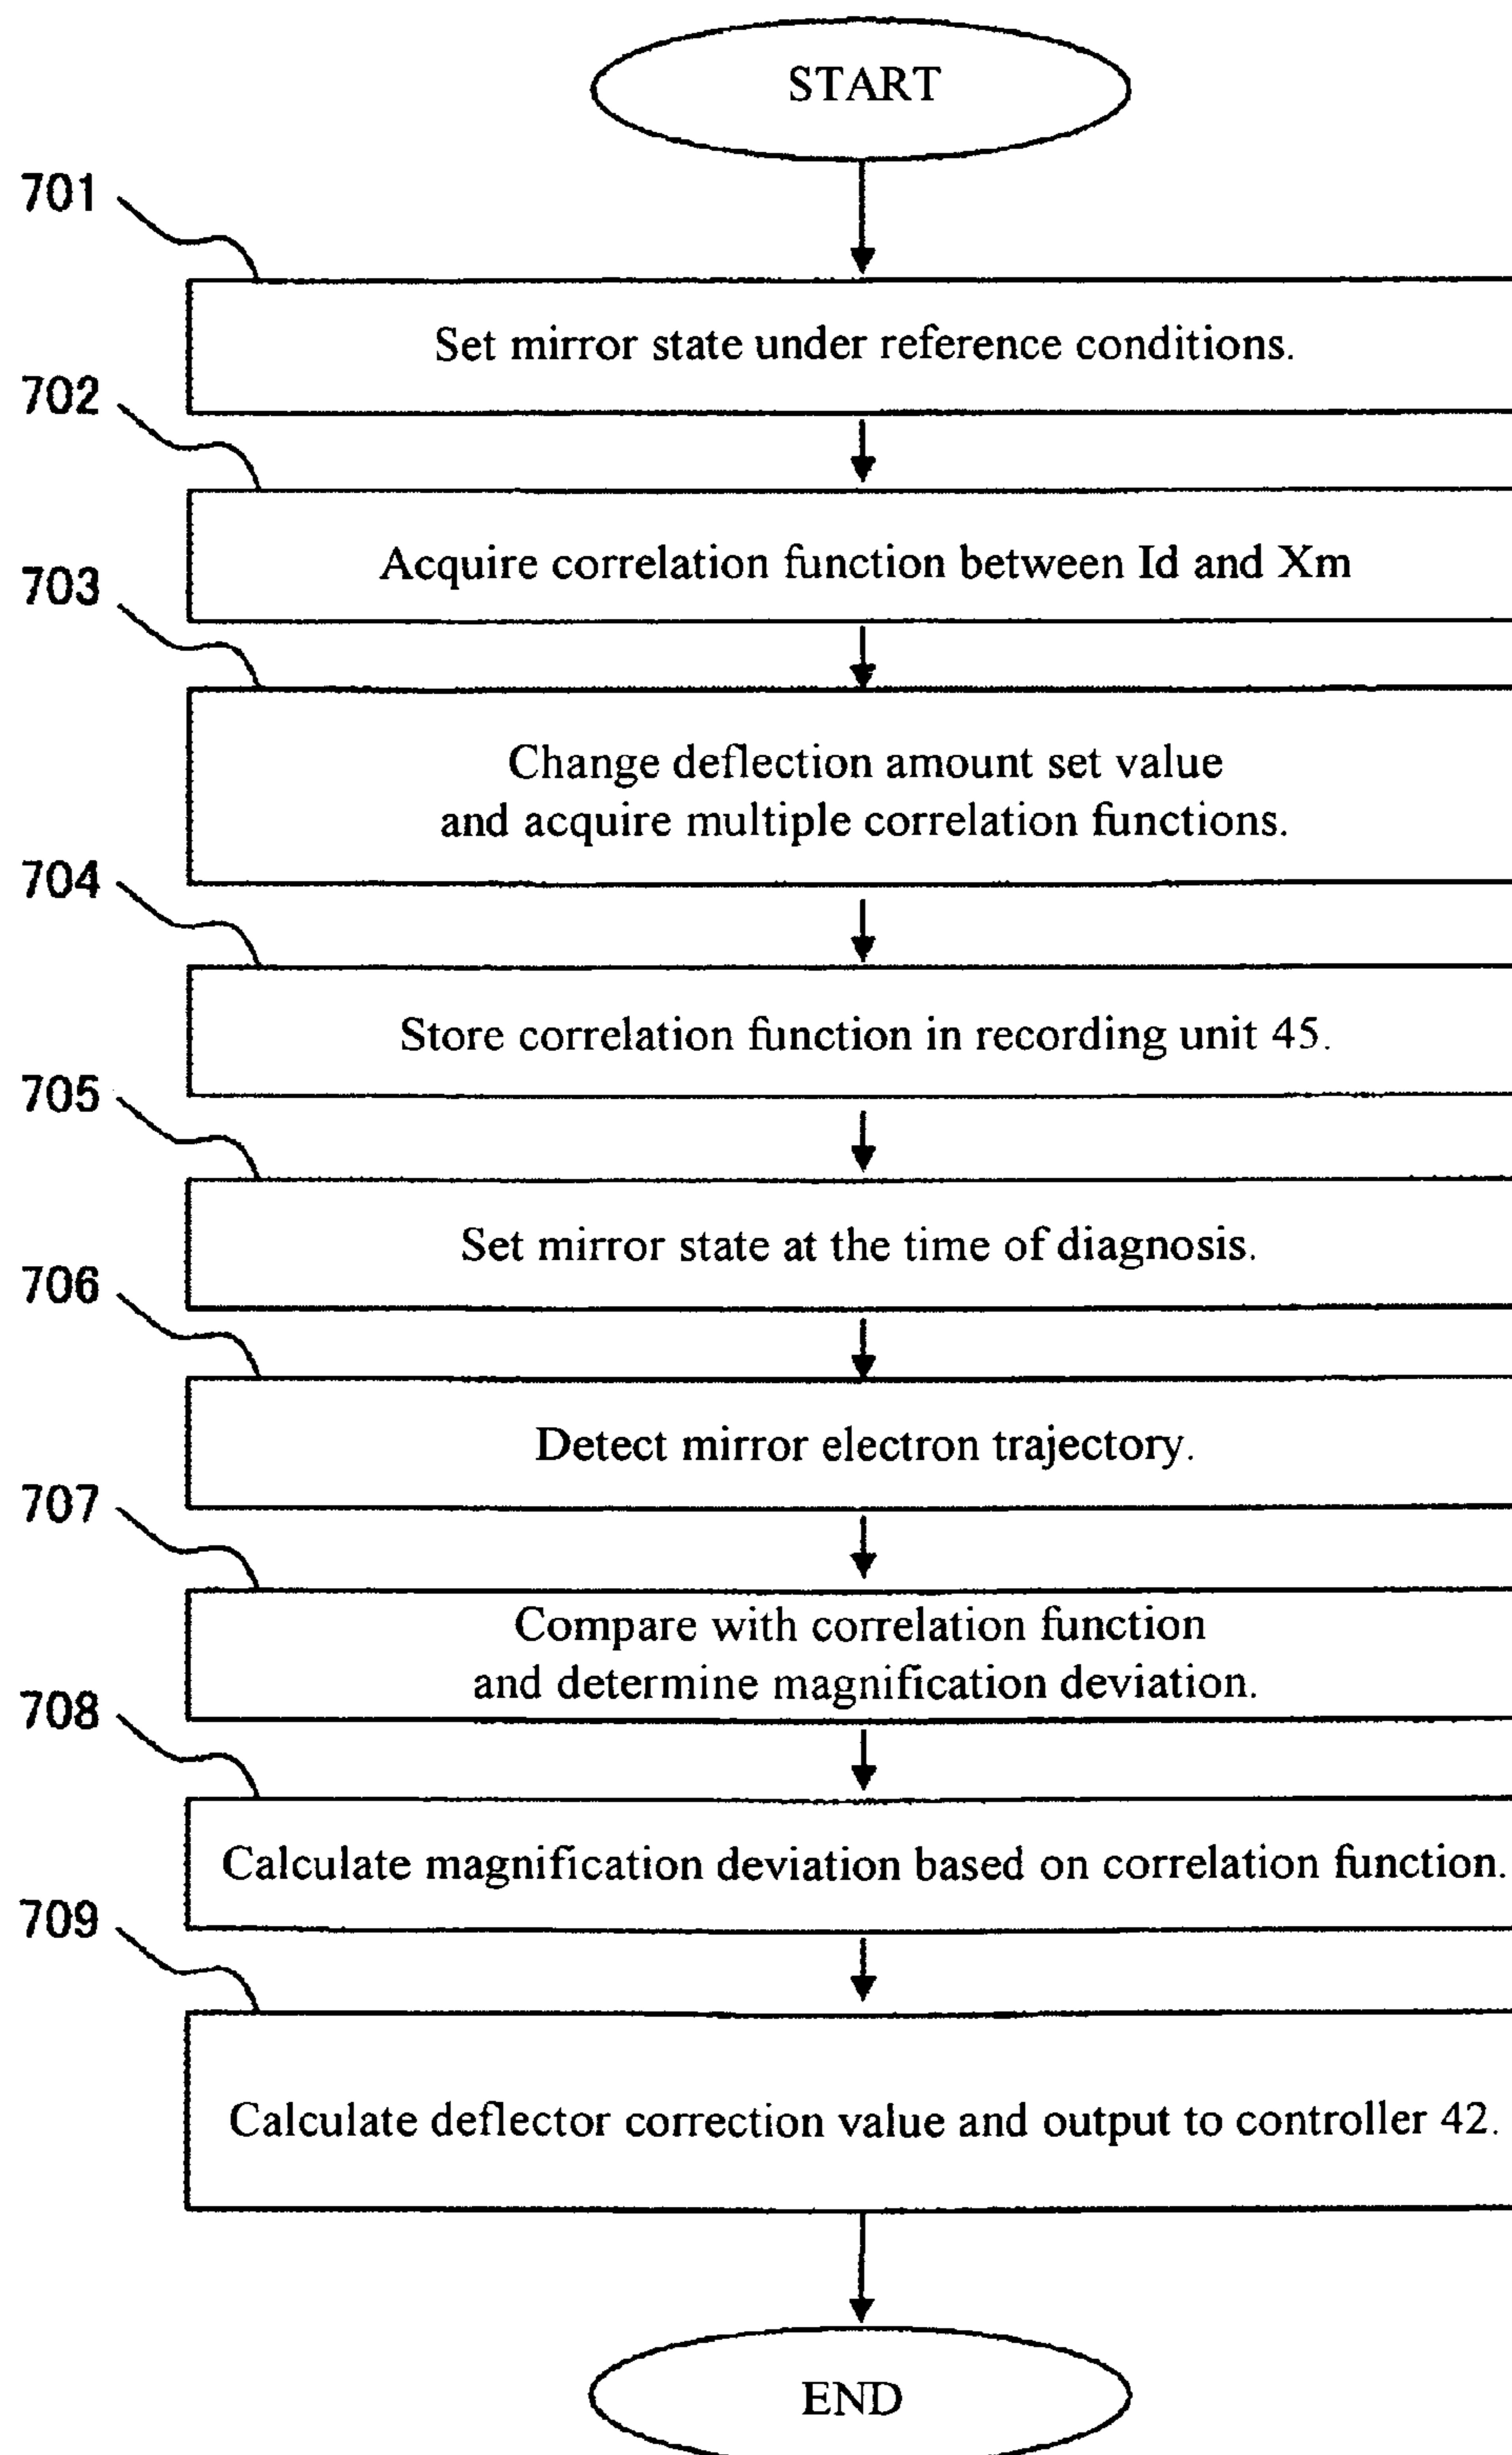 START
701
Set mirror state under reference conditions.
702
Acquire correlation function between Id and Xm
703
Change deflection amount set value
and acquire multiple correlation functions.
704
Store correlation function in recording unit 45.
705
Set mirror state at the time of diagnosis.
706
Detect mirror electron trajectory.
707
Compare with correlation function
and determine magnification deviation.
708
Calculate magnification deviation based on correlation function.
709
Calculate deflector correction value and output to controller 42.
END